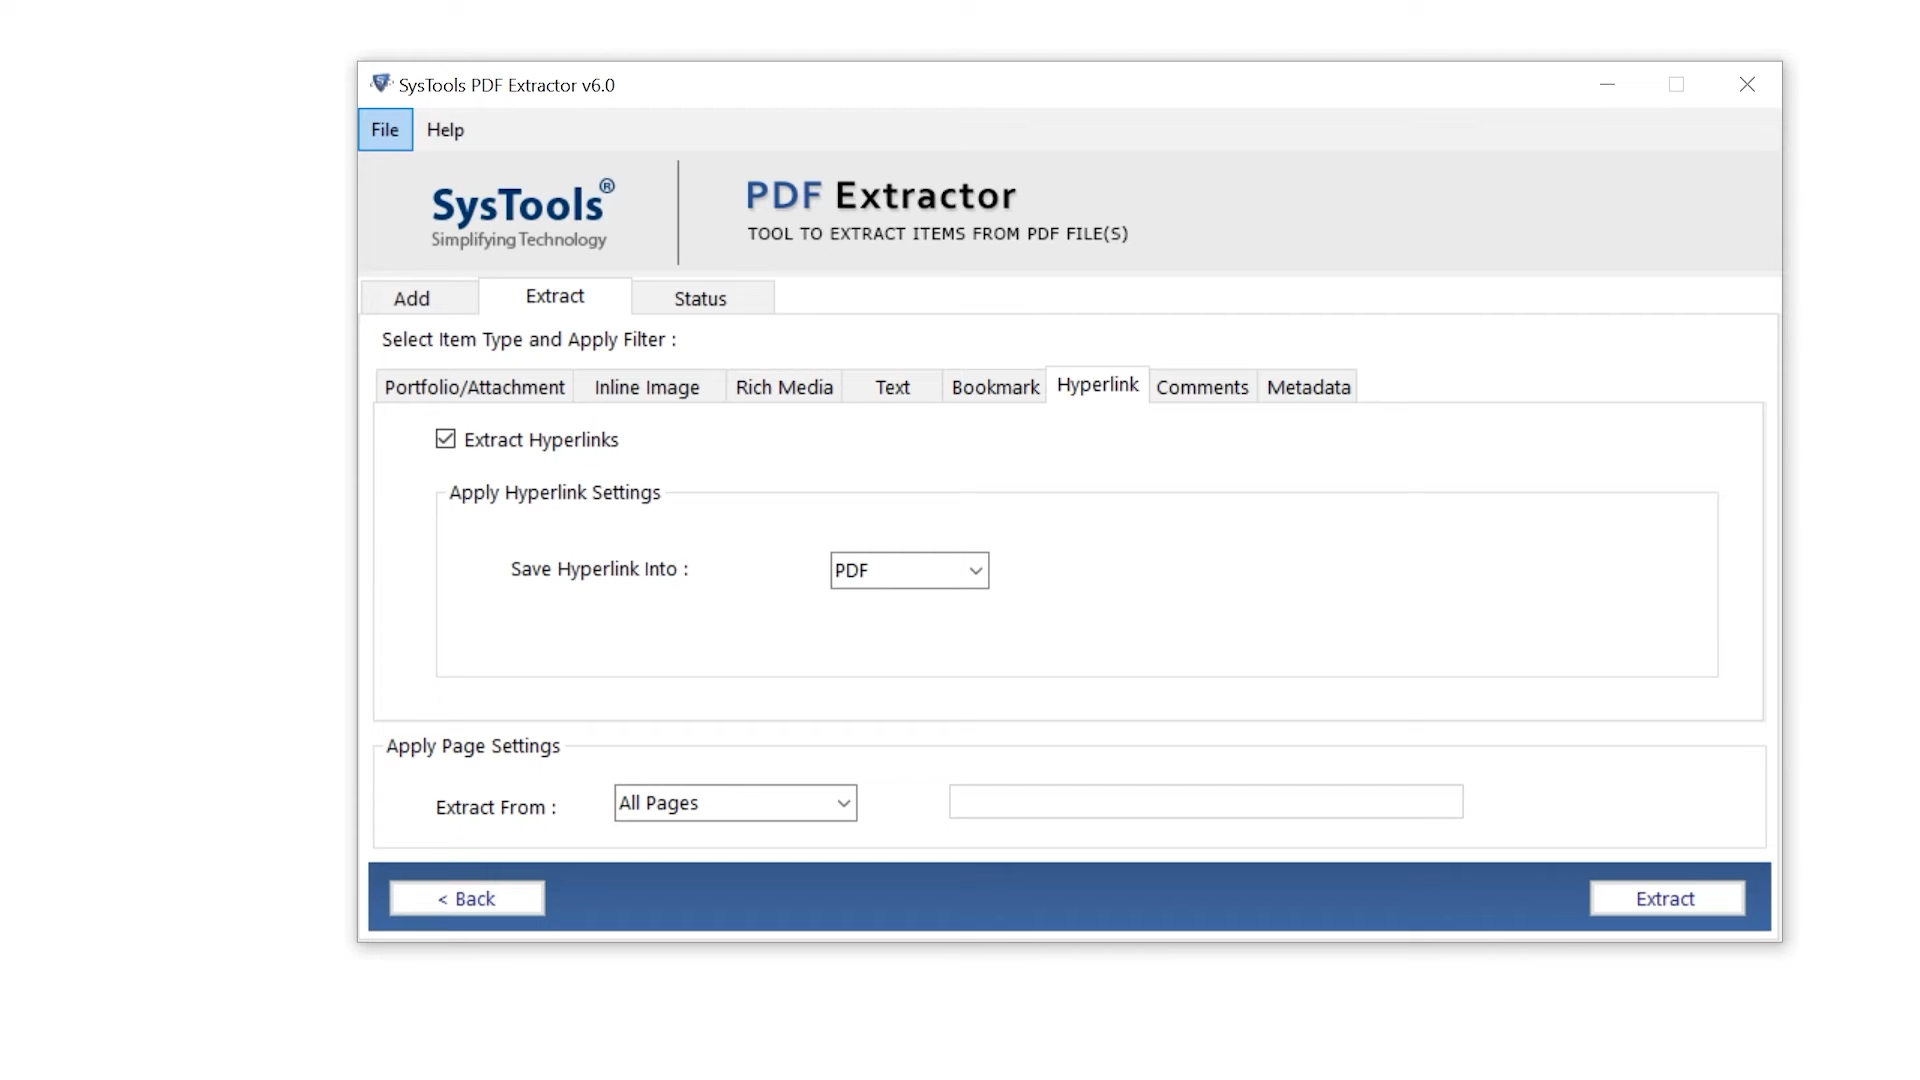 SysTools PDF Extractor v6.0
File Help
SysTools®
Simplifying Technology
PDF Extractor
TOOL TO EXTRACT ITEMS FROM PDF FILE(S)
Add Extract Status
Select Item Type and Apply Filter :
Portfolio/Attachment Inline Image Rich Media Text Bookmark Hyperlink Comments Metadata
Extract Hyperlinks
Apply Hyperlink Settings
Save Hyperlink Into : PDF
Apply Page Settings
Extract From : All Pages
< Back Extract